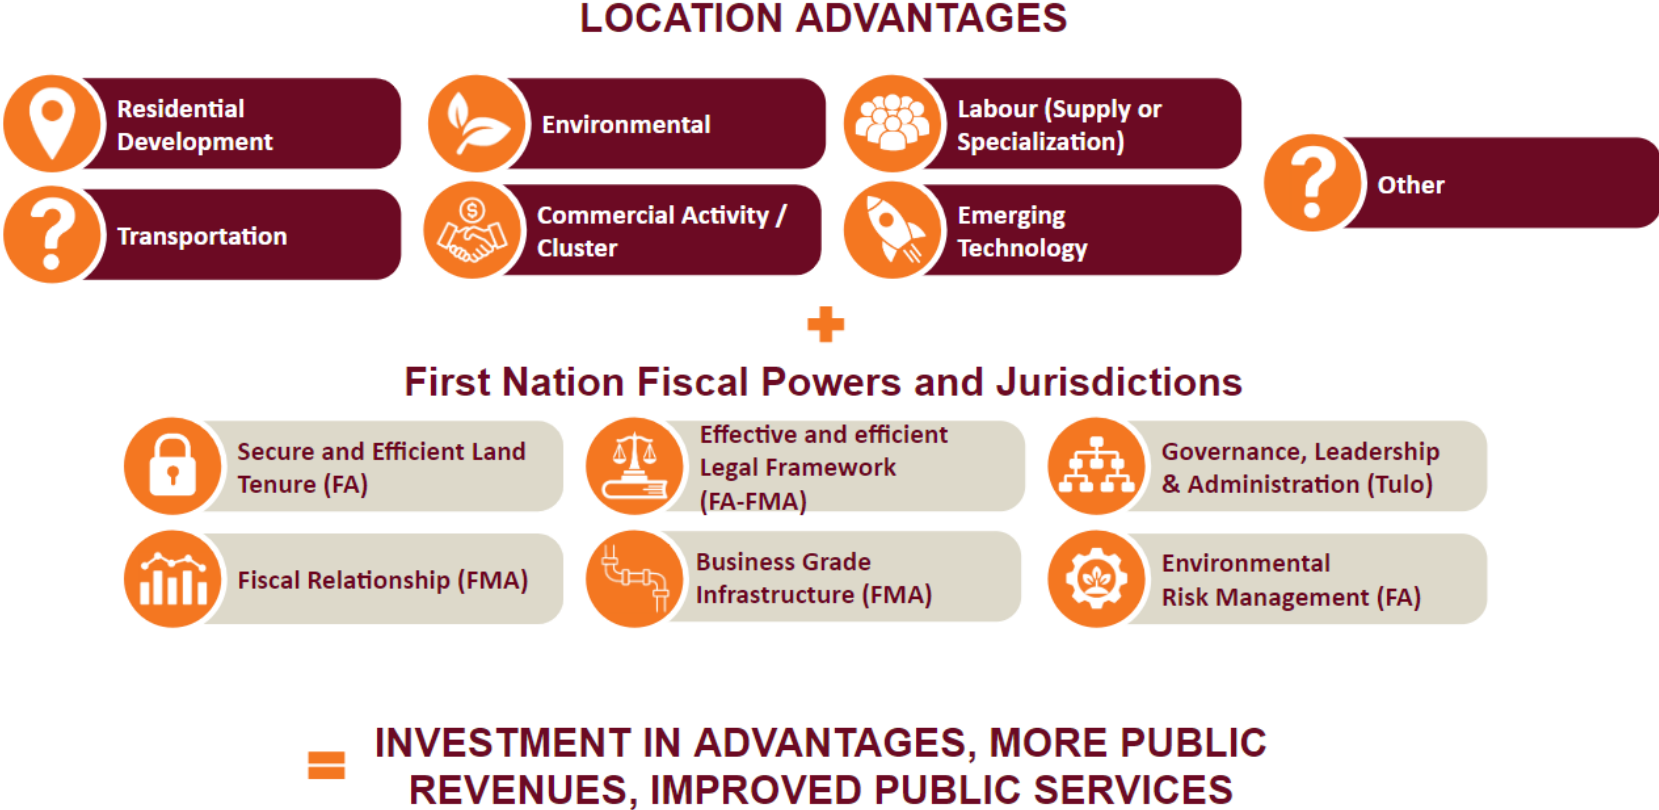 LOCATION ADVANTAGES
Residential
Development
Environmental
Labour (Supply or
Specialization)
Other
Transportation
Commercial Activity /
Cluster
Emerging
Technology
First Nation Fiscal Powers and Jurisdictions
Secure and Efficient Land
Tenure (FA)
Effective and efficient
Legal Framework
(FA-FMA)
Governance, Leadership
& Administration (Tulo)
Fiscal Relationship (FMA)
Business Grade
Infrastructure (FMA)
Environmental
Risk Management (FA)
= INVESTMENT IN ADVANTAGES, MORE PUBLIC
REVENUES, IMPROVED PUBLIC SERVICES